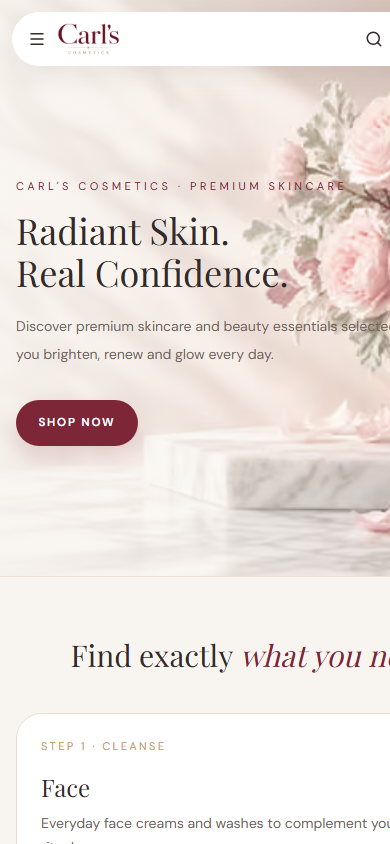 Carl's
COSMETICS
CARL'S COSMETICS · PREMIUM SKINCARE
Radiant Skin.
Real Confidence.
Discover premium skincare and beauty essentials selected
you brighten, renew and glow every day.
SHOP NOW
Find exactly what you
STEP 1 · CLEANSE
Face
Everyday face creams and washes to complement you